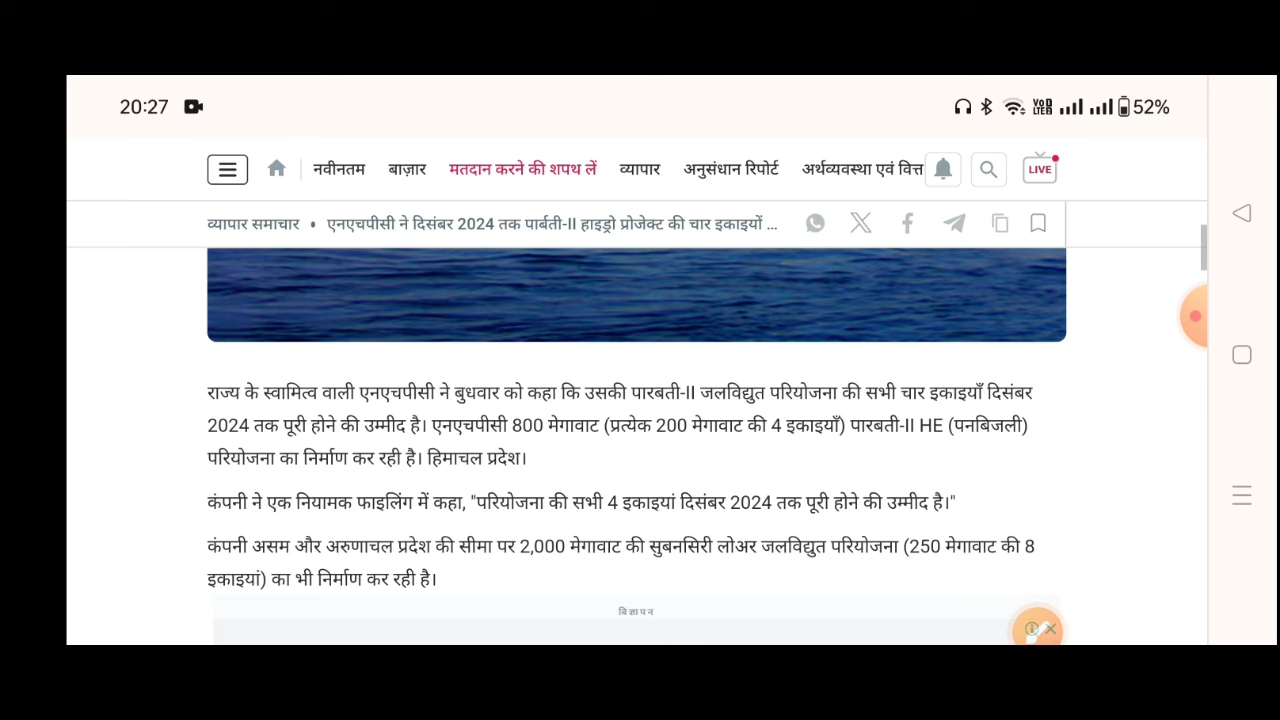 20:27
VoD LTE 52%
नवीनतम बाज़ार मतदान करने की शपथ लें व्यापार अनुसंधान रिपोर्ट अर्थव्यवस्था एवं वित्त LIVE
व्यापार समाचार • एनएचपीसी ने दिसंबर 2024 तक पार्बती-II हाइड्रो प्रोजेक्ट की चार इकाइयों ...
राज्य के स्वामित्व वाली एनएचपीसी ने बुधवार को कहा कि उसकी पारबती-II जलविद्युत परियोजना की सभी चार इकाइयाँ दिसंबर
2024 तक पूरी होने की उम्मीद है। एनएचपीसी 800 मेगावाट (प्रत्येक 200 मेगावाट की 4 इकाइयाँ) पारबती-II HE (पनबिजली)
परियोजना का निर्माण कर रही है। हिमाचल प्रदेश।
कंपनी ने एक नियामक फाइलिंग में कहा, "परियोजना की सभी 4 इकाइयां दिसंबर 2024 तक पूरी होने की उम्मीद है।"
कंपनी असम और अरुणाचल प्रदेश की सीमा पर 2,000 मेगावाट की सुबनसिरी लोअर जलविद्युत परियोजना (250 मेगावाट की 8
इकाइयां) का भी निर्माण कर रही है।
विज्ञापन